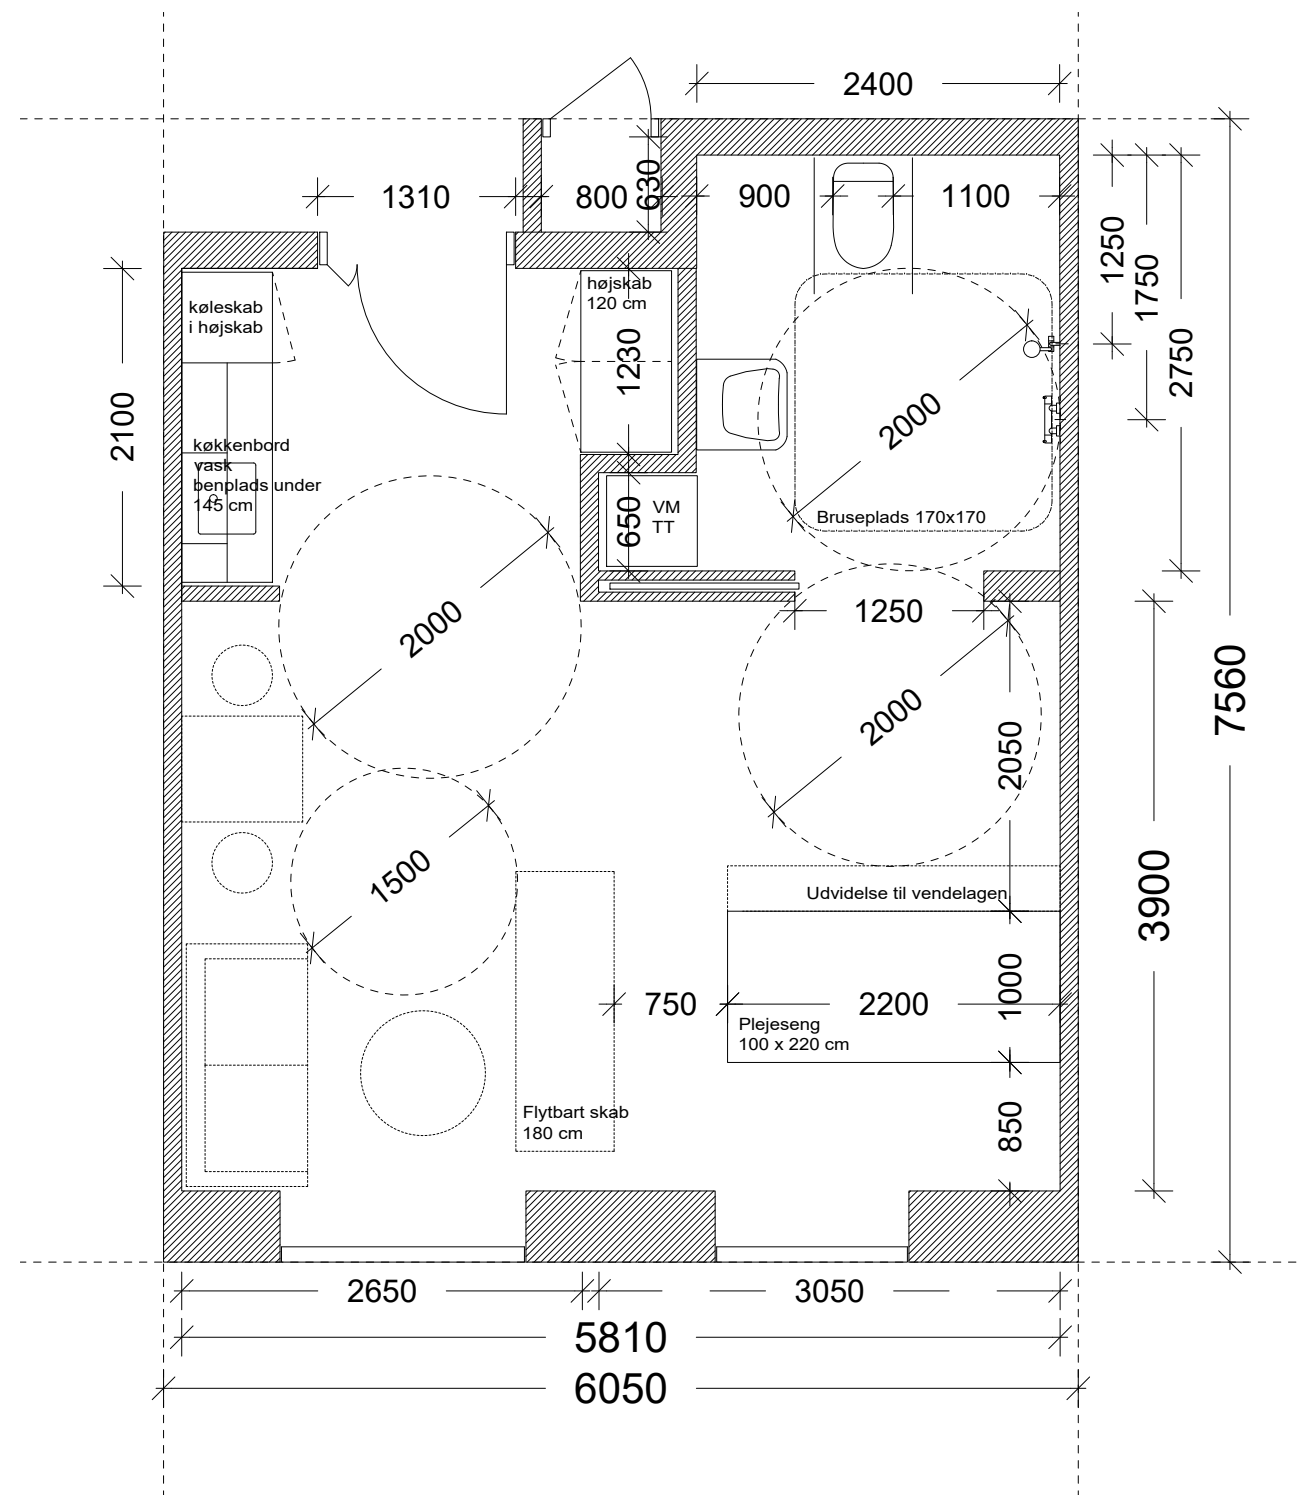 2400
1310
800
630
900
1100
1250
1750
2750
højskab
120 cm
køleskab
i højskab
1230
2100
2000
køkkenbord
vask
benplads under
145 cm
650
VM
TT
Bruseplads 170x170
1250
2000
2000
2050
7560
1500
3900
Udvidelse til vendelagen
750
2200
1000
Plejeseng
100 x 220 cm
Flytbart skab
180 cm
850
2650
3050
5810
6050